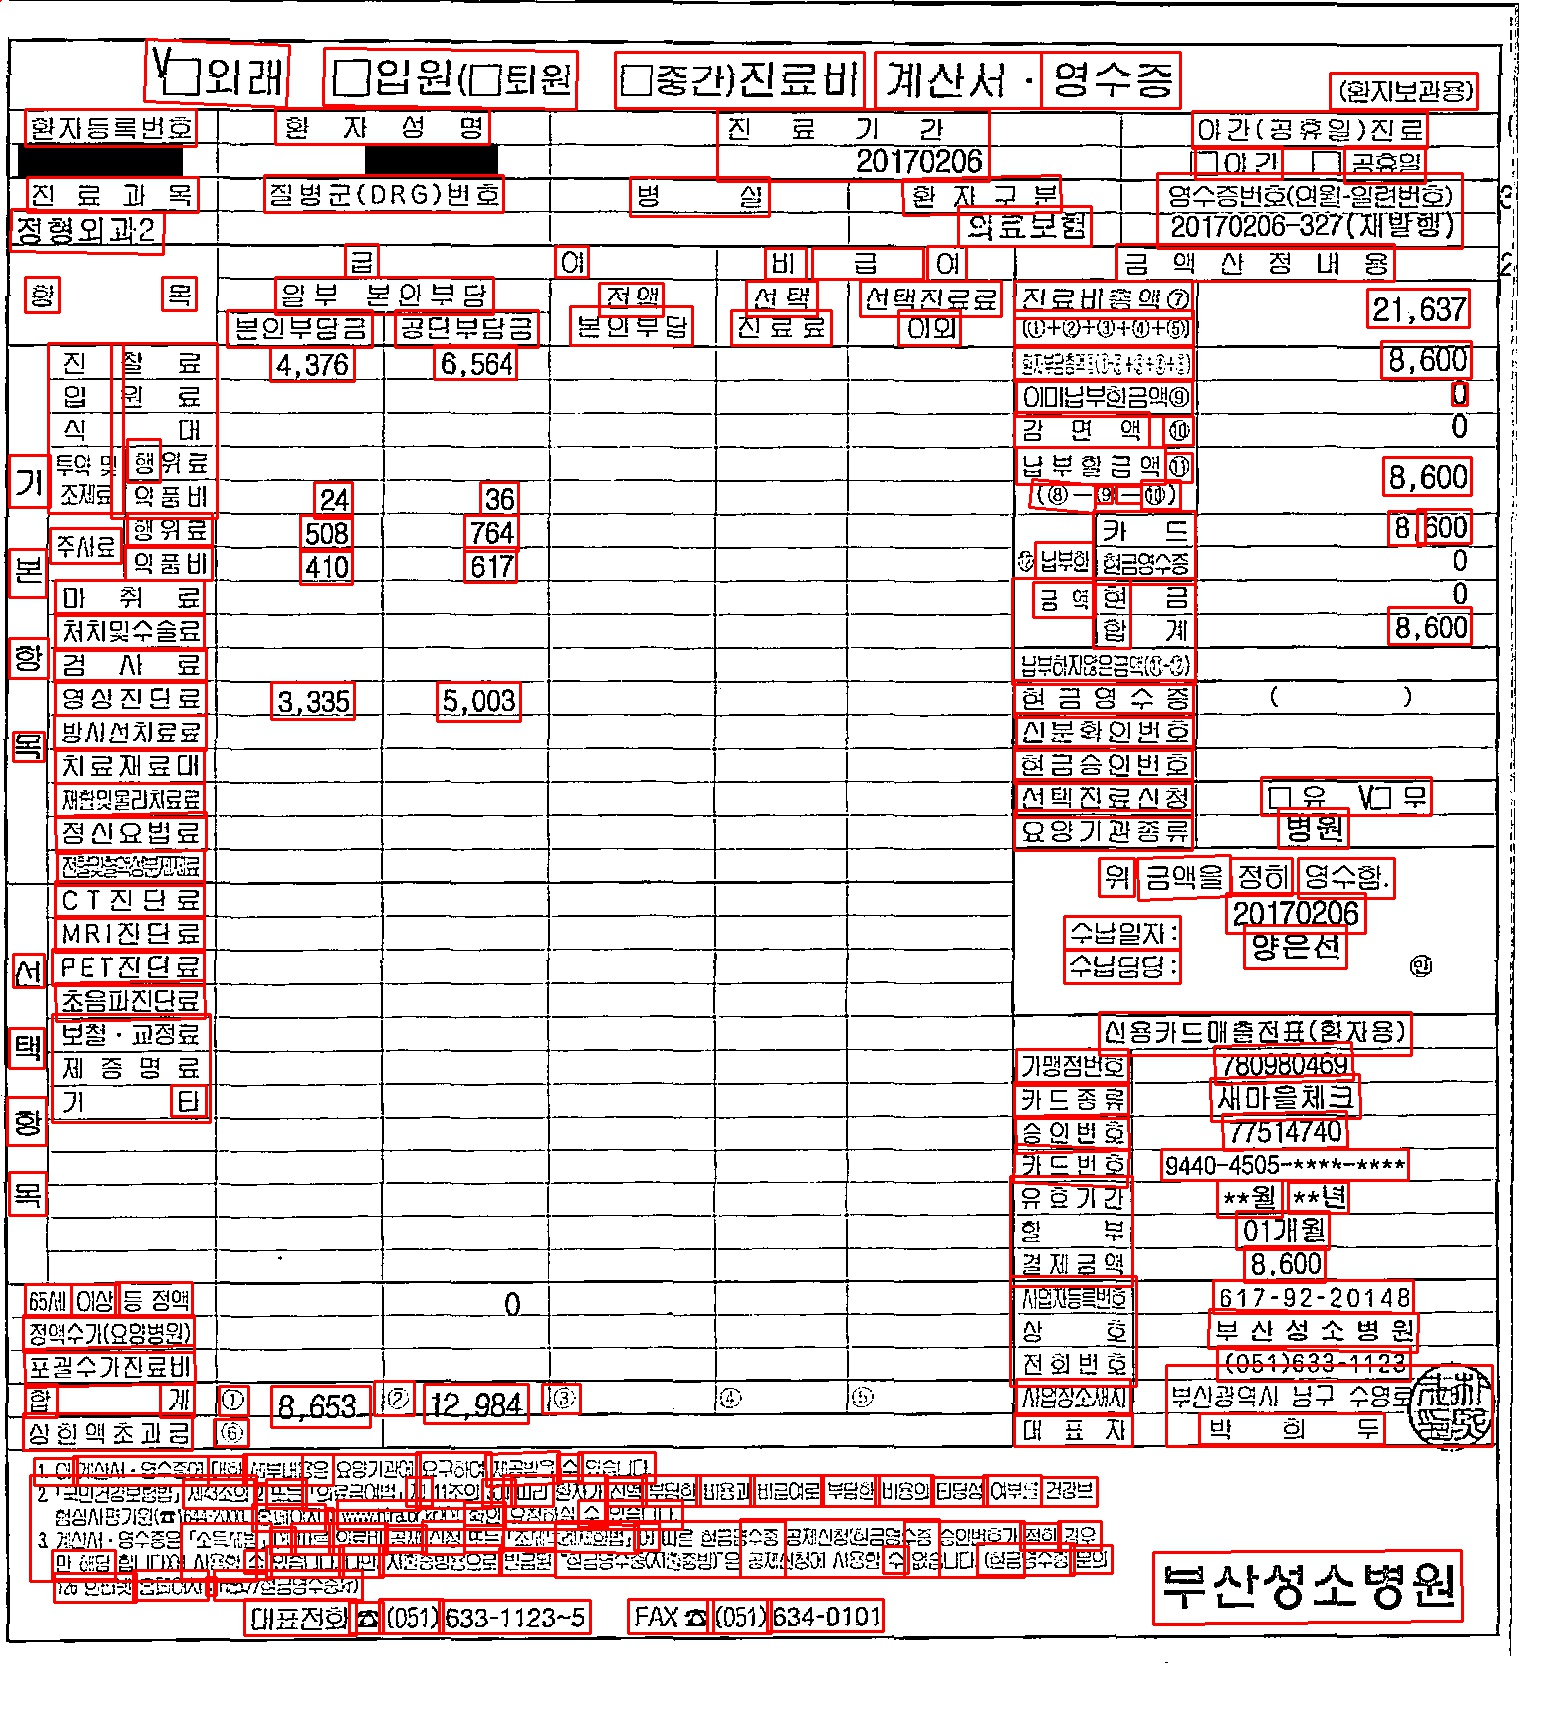 V□외래 □입원(□퇴원 □중간)진료비 계산서 · 영수증 (환자보관용)
환자등록번호 환 자 성 명 진 료 기 간 야간(공휴일)진료
20170206 □야간 □ 공휴일
진 료 과 목 질병군(DRG)번호 병 실 환 자 구 분 영수증번호(연월-일련번호)
정형외과2 의료보험 20170206-327(재발행)
급 여 비 급 여 금 액 산 정 내 용
항 목 일부 본인부담 전액 선택 선택진료료 진료비총액⑦ 21,637
본인부담금 공단부담금 본인부담 진료료 이외 (①+②+③+④+⑤)
진 찰 료 4,376 6,564 8,600
입 원 료 이미납부한금액⑨ 0
식 대 감 면 액 ⑩ 0
기 투약 및 행위료 납부할금액⑪ 8,600
조제료 약품비 24 36 (⑧-⑨-⑩)
주사료 행위료 508 764 카 드 8,600
본 약품비 410 617 ⑫ 납부한 현금영수증 0
마 취 료 금 액 현 금 0
처치및수술료 합 계 8,600
항 검 사 료 납부하지않은금액(⑪-⑫)
영상진단료 3,335 5,003 현금영수증 ( )
목 방사선치료료 신분확인번호
치료재료대 현금승인번호
재활및물리치료료 선택진료신청 □ 유 V□ 무
정신요법료 요양기관종류 병원
전혈및혈액성분제제료
CT진단료 위 금액을 정히 영수함.
MRI진단료 수납일자: 20170206
선 PET진단료 수납담당: 양은선 ㊞
초음파진단료
택 보철 · 교정료 신용카드매출전표(환자용)
제 증 명 료 가맹점번호 780980469
기 타 카드종류 새마을체크
항 승인번호 77514740
카드번호 9440-4505-****-****
목 유효기간 **월 **년
할 부 01개월
결제금액 8,600
65세 이상 등 정액 0 사업자등록번호 617-92-20148
정액수가(요양병원) 상 호 부산성소병원
포괄수가진료비 전화번호 (051)633-1123
합 계 ① 8,653 ② 12,984 ③ ④ ⑤ 사업장소재지 부산광역시 남구 수영로
상한액초과금 ⑥ 대 표 자 박 희 두
1. 이 계산서 · 영수증에 대한 세부내용은 요양기관에 요구하여 제공받을 수 있습니다.
2. 「국민건강보험법」 제43조의2 또는 「의료급여법」 제11조의 따라 환자가 전액 부담한 비용과 비급여로 부담한 비용의 타당성 여부를 건강보
험심사평가원(☎1644-2000, 홈페이지, www.hira.or.kr)에 확인 요청하실 수 있습니다.
3. 계산서 · 영수증은 「소득세법」에 따른 의료비 공제 신청 또는 「조세특례제한법」에 따른 현금영수증 공제신청(현금영수증 승인번호가 적힌 경우
만 해당 합니다)에 사용할 수 있습니다. 다만, 지출증빙용으로 발급된 "현금영수증(지출증빙)"은 공제신청에 사용할 수 없습니다. (현금영수증 문의
126 인터넷 홈페이지 : http://현금영수증.kr)
부산성소병원
대표전화 ☎ (051) 633-1123~5 FAX ☎ (051) 634-0101